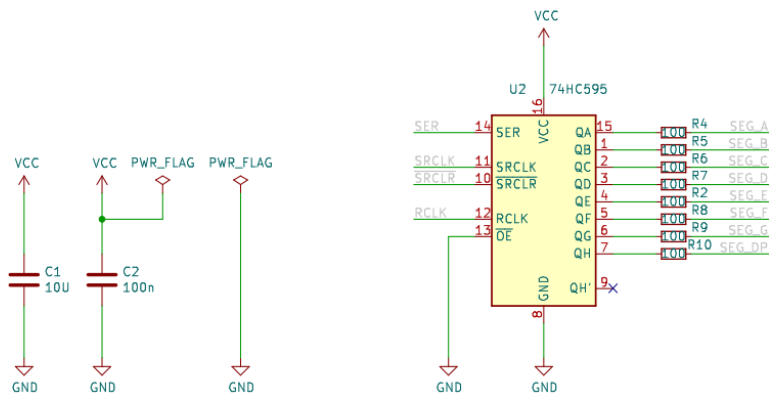 VCC
U2 74HC595
16
VCC
SER 14 SER QA 15 100 R4 SEG_A
QB 1 100 R5 SEG_B
SRCLK 11 SRCLK QC 2 100 R6 SEG_C
SRCLR 10 SRCLR QD 3 100 R7 SEG_D
QE 4 100 R2 SEG_E
RCLK 12 RCLK QF 5 100 R8 SEG_F
13 OE QG 6 100 R9 SEG_G
QH 7 100 R10 SEG_DP
QH' 9
GND
8
GND GND
VCC VCC PWR_FLAG PWR_FLAG
C1 C2
10U 100n
GND GND GND